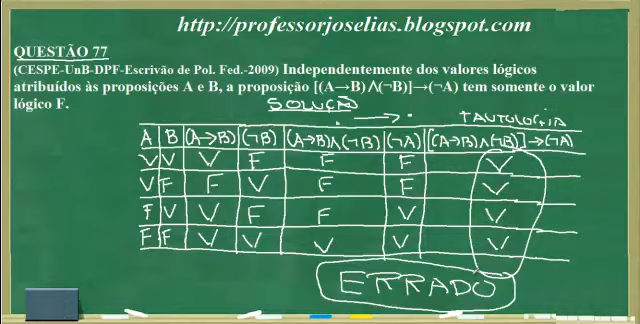 http://professorjoselias.blogspot.com
QUESTÃO 77
(CESPE-UnB-DPF-Escrivão de Pol. Fed.-2009) Independentemente dos valores lógicos
atribuídos às proposições A e B, a proposição [(A→B)∧(¬B)]→(¬A) tem somente o valor
lógico F.
SOLUÇÃO
TAUTOLOGIA
A B (A→B) (¬B) (A→B)∧(¬B) (¬A) [(A→B)∧(¬B)]→(¬A)
V V V F F F V
V F F V F F V
F V V F F V V
F F V V V V V
ERRADO